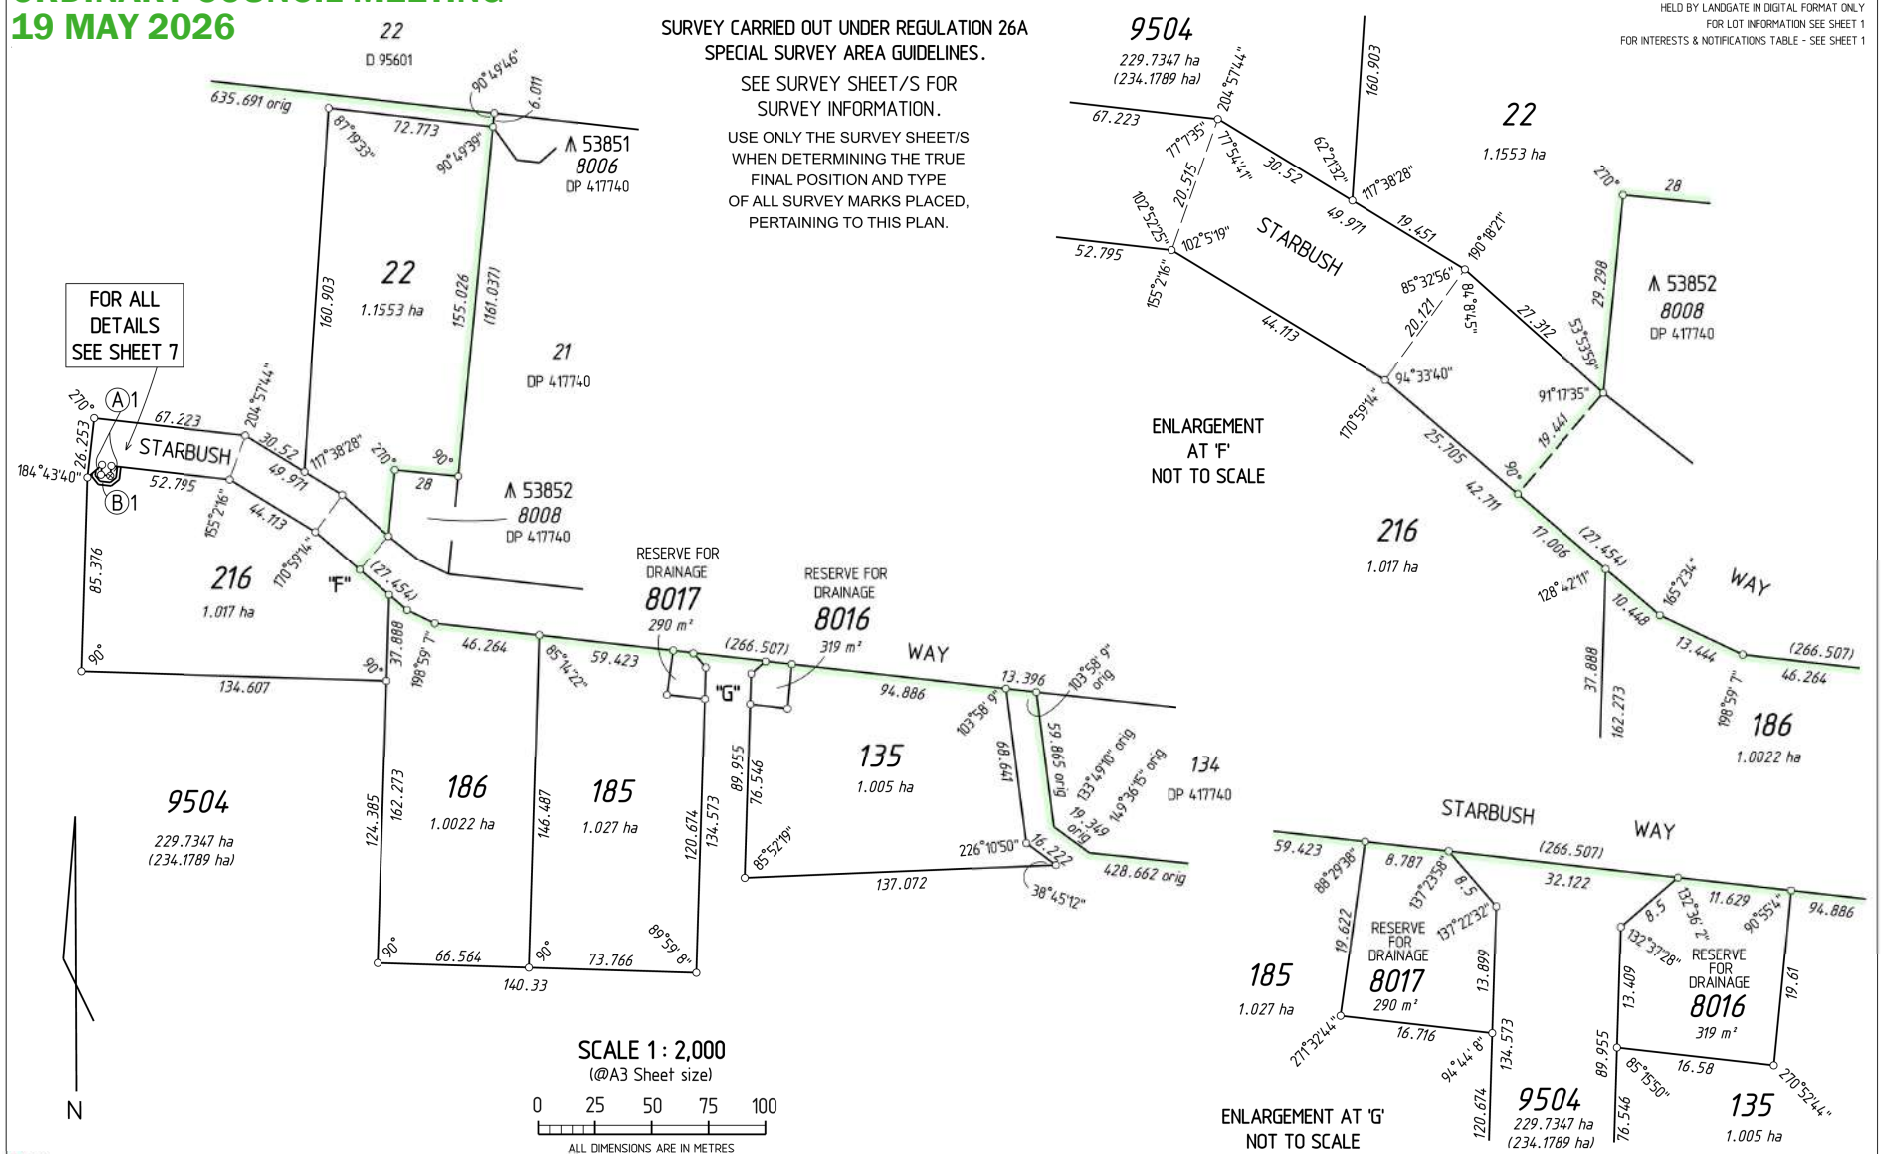 ORDINARY COUNCIL MEETING
19 MAY 2026
SURVEY CARRIED OUT UNDER REGULATION 26A
SPECIAL SURVEY AREA GUIDELINES.
SEE SURVEY SHEET/S FOR
SURVEY INFORMATION.
USE ONLY THE SURVEY SHEET/S
WHEN DETERMINING THE TRUE
FINAL POSITION AND TYPE
OF ALL SURVEY MARKS PLACED,
PERTAINING TO THIS PLAN.
HELD BY LANDGATE IN DIGITAL FORMAT ONLY
FOR LOT INFORMATION SEE SHEET 1
FOR INTERESTS & NOTIFICATIONS TABLE - SEE SHEET 1
22
D 95601
635.691 orig
90°49'46"
6.011
87°19'33"
72.773
90°49'39"
53851
8006
DP 417740
22
1.1553 ha
160.903
155.026
(161.037)
21
DP 417740
FOR ALL
DETAILS
SEE SHEET 7
270°
A 1
67.223
204°57'44"
26.253
STARBUSH
30.52
117°38'28"
49.971
184°43'40"
B 1
52.795
155°2'16"
44.113
170°59'14"
270°
90°
28
53852
8008
DP 417740
"F"
(27.454)
85.376
216
1.017 ha
90°
134.607
90°
37.888
198°59' 7"
46.264
85°14'22"
59.423
RESERVE FOR
DRAINAGE
8017
290 m²
RESERVE FOR
DRAINAGE
8016
319 m²
(266.507)
"G"
WAY
94.886
13.396
103°58' 9"
orig
103°58' 9"
68.641
59.865 orig
133°49'10" orig
149°36'15" orig
19.349
orig
134
DP 417740
135
1.005 ha
89.955
76.546
85°52'19"
137.072
226°10'50"
16.222
38°45'12"
428.662 orig
9504
229.7347 ha
(234.1789 ha)
124.385
162.273
186
1.0022 ha
146.487
185
1.027 ha
120.674
134.573
90°
66.564
90°
73.766
89°59' 8"
140.33
N
SCALE 1 : 2,000
(@A3 Sheet size)
0 25 50 75 100
ALL DIMENSIONS ARE IN METRES
9504
229.7347 ha
(234.1789 ha)
67.223
204°57'44"
77°7'35"
77°54'41"
20.515
30.52
62°21'32"
160.903
117°38'28"
22
1.1553 ha
49.971
19.451
190°18'21"
102°52'25"
102°5'19"
52.795
155°2'16"
STARBUSH
44.113
85°32'56"
84°8'45"
20.121
27.312
53°53'59"
270°
28
29.298
53852
8008
DP 417740
94°33'40"
170°59'14"
91°17'35"
19.441
25.705
90°
42.711
ENLARGEMENT
AT 'F'
NOT TO SCALE
216
1.017 ha
17.006
(27.454)
128°42'11"
165°2'34"
10.448
WAY
13.444
(266.507)
46.264
37.888
162.273
198°59' 7"
186
1.0022 ha
STARBUSH
WAY
59.423
88°29'38"
8.787
137°23'58"
(266.507)
32.122
8.5
137°22'32"
19.622
RESERVE
FOR
DRAINAGE
8017
290 m²
13.899
8.5
132°36' 2"
11.629
90°55'4"
94.886
132°37'28"
RESERVE
FOR
DRAINAGE
8016
319 m²
13.409
19.61
185
1.027 ha
271°32'44"
16.716
94°44' 8"
134.573
120.674
89.955
76.546
85°15'50"
16.58
270°52'44"
ENLARGEMENT AT 'G'
NOT TO SCALE
9504
229.7347 ha
(234.1789 ha)
135
1.005 ha